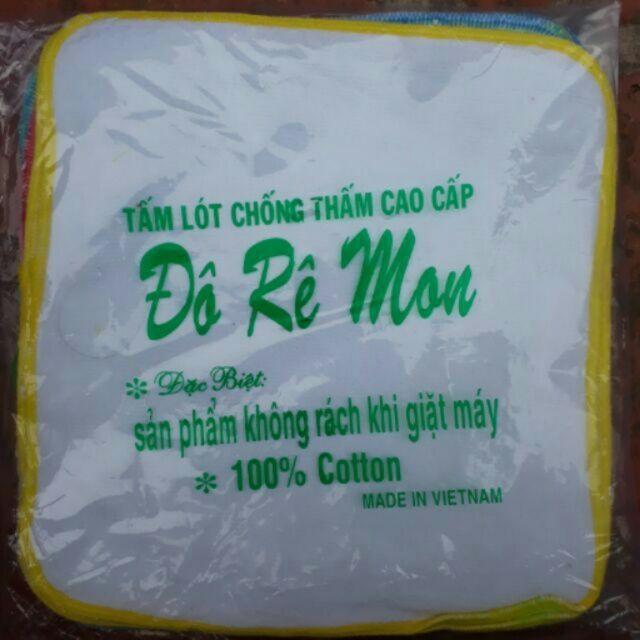 TẤM LÓT CHỐNG THẤM CAO CẤP
Đô Rê Mon
* Đặc Biệt:
sản phẩm không rách khi giặt máy
* 100% Cotton
MADE IN VIETNAM